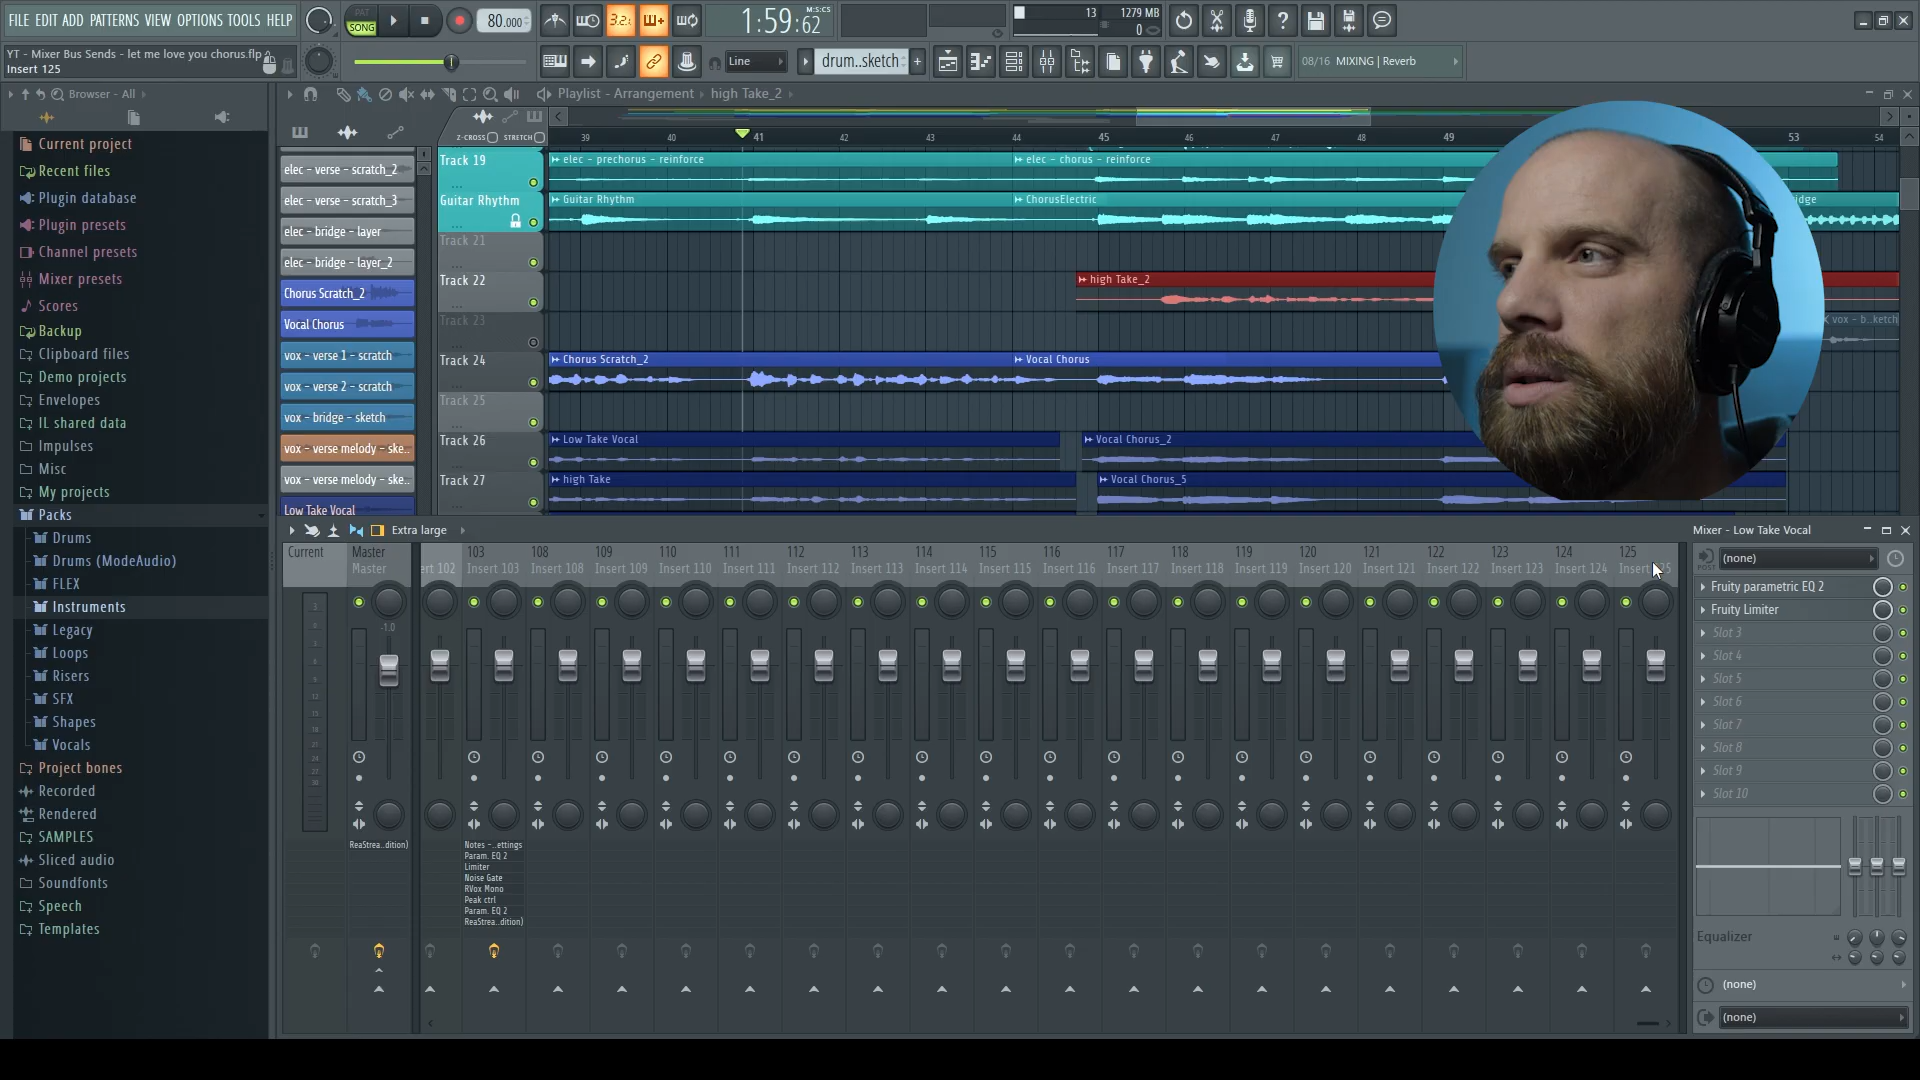 FILE EDIT ADD PATTERNS VIEW OPTIONS TOOLS HELP
PAT
SONG
80.000
3.2.
1:59:62
M:S:CS
13
1279 MB
0
YT - Mixer Bus Sends - let me love you chorus.flp
Insert 125
Line
drum..sketch
08/16 MIXING | Reverb
Browser - All
Playlist - Arrangement › high Take_2 ›
Current project
Recent files
Plugin database
Plugin presets
Channel presets
Mixer presets
Scores
Backup
Clipboard files
Demo projects
Envelopes
IL shared data
Impulses
Misc
My projects
Packs
Drums
Drums (ModeAudio)
FLEX
Instruments
Legacy
Loops
Risers
SFX
Shapes
Vocals
Project bones
Recorded
Rendered
SAMPLES
Sliced audio
Soundfonts
Speech
Templates
elec - verse - scratch_2
elec - verse - scratch_3
elec - bridge - layer
elec - bridge - layer_2
Chorus Scratch_2
Vocal Chorus
vox - verse 1 - scratch
vox - verse 2 - scratch
vox - bridge - sketch
vox - verse melody - ske..
vox - verse melody - ske..
Low Take Vocal
Z-CROSS STRETCH
39 40 41 42 43 44 45 46 47 48 49 53 54
Track 19
elec - prechorus - reinforce
elec - chorus - reinforce
Guitar Rhythm
Guitar Rhythm
ChorusElectric
idge
Track 21
Track 22
high Take_2
Track 23
vox - b..ketch
Track 24
Chorus Scratch_2
Vocal Chorus
Track 25
Track 26
Low Take Vocal
Vocal Chorus_2
Track 27
high Take
Vocal Chorus_5
Extra large
Mixer - Low Take Vocal
Current Master 103 108 109 110 111 112 113 114 115 116 117 118 119 120 121 122 123 124 125
Master ert 102 Insert 103 Insert 108 Insert 109 Insert 110 Insert 111 Insert 112 Insert 113 Insert 114 Insert 115 Insert 116 Insert 117 Insert 118 Insert 119 Insert 120 Insert 121 Insert 122 Insert 123 Insert 124 Insert 125
-1.0
ReaStrea..dition)
Notes -..ettings
Param. EQ 2
Limiter
Noise Gate
RVox Mono
Peak ctrl
Param. EQ 2
ReaStrea..dition)
POST
(none)
Fruity parametric EQ 2
Fruity Limiter
Slot 3
Slot 4
Slot 5
Slot 6
Slot 7
Slot 8
Slot 9
Slot 10
Equalizer
(none)
(none)